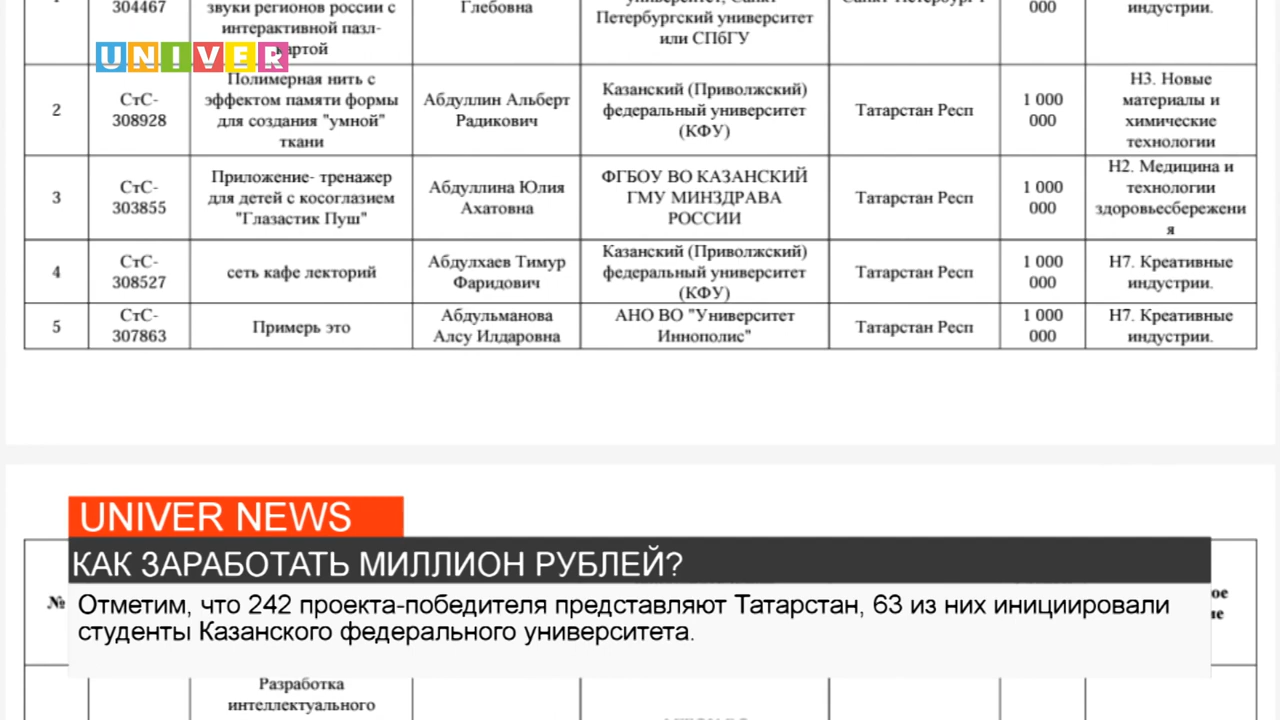 304467
звуки регионов россии с
интерактивной пазл-
картой
Глебовна
Петербургский университет
или СПбГУ
000
индустрии.
UNIVER
2
СтС-
308928
Полимерная нить с
эффектом памяти формы
для создания "умной"
ткани
Абдуллин Альберт
Радикович
Казанский (Приволжский)
федеральный университет
(КФУ)
Татарстан Респ
1 000
000
Н3. Новые
материалы и
химические
технологии
3
СтС-
303855
Приложение- тренажер
для детей с косоглазием
"Глазастик Пуш"
Абдуллина Юлия
Ахатовна
ФГБОУ ВО КАЗАНСКИЙ
ГМУ МИНЗДРАВА
РОССИИ
Татарстан Респ
1 000
000
Н2. Медицина и
технологии
здоровьесбережени
я
4
СтС-
308527
сеть кафе лекторий
Абдулхаев Тимур
Фаридович
Казанский (Приволжский)
федеральный университет
(КФУ)
Татарстан Респ
1 000
000
Н7. Креативные
индустрии.
5
СтС-
307863
Примерь это
Абдульманова
Алсу Илдаровна
АНО ВО "Университет
Иннополис"
Татарстан Респ
1 000
000
Н7. Креативные
индустрии.
UNIVER NEWS
КАК ЗАРАБОТАТЬ МИЛЛИОН РУБЛЕЙ?
№
Отметим, что 242 проекта-победителя представляют Татарстан, 63 из них инициировали
студенты Казанского федерального университета.
Разработка
интеллектуального